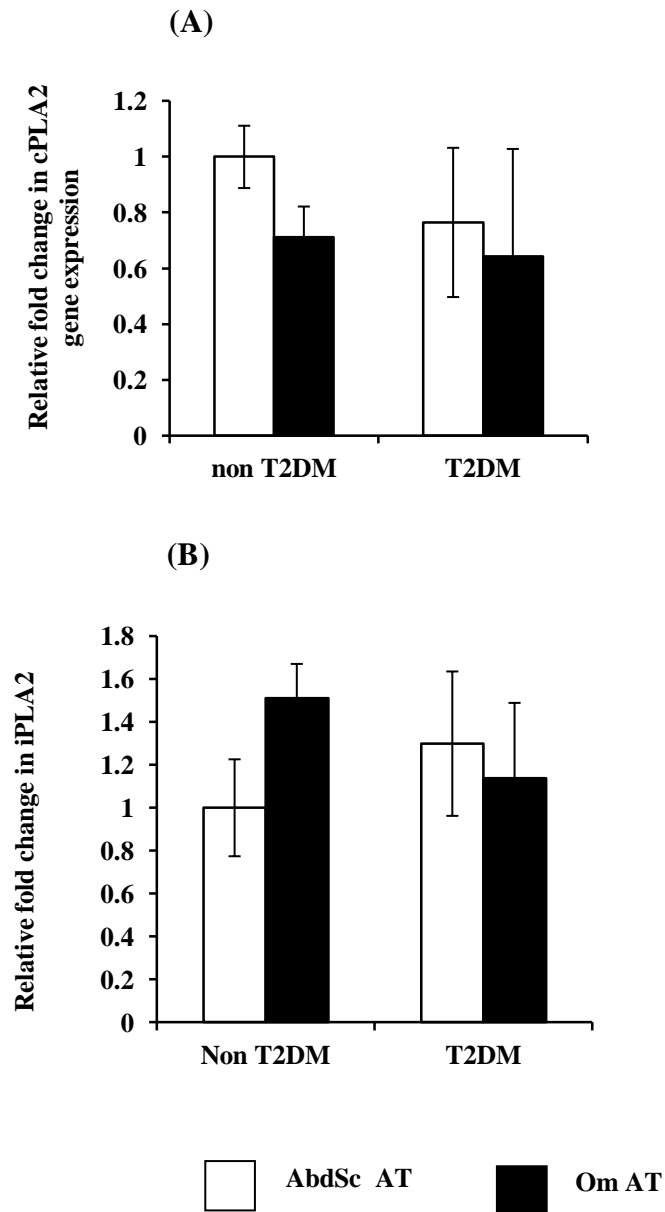 (A)
Relative fold change in cPLA2
gene expression
1.2
1
0.8
0.6
0.4
0.2
0
non T2DM
T2DM
(B)
Relative fold change in iPLA2
1.8
1.6
1.4
1.2
1
0.8
0.6
0.4
0.2
0
Non T2DM
T2DM
AbdSc AT
Om AT